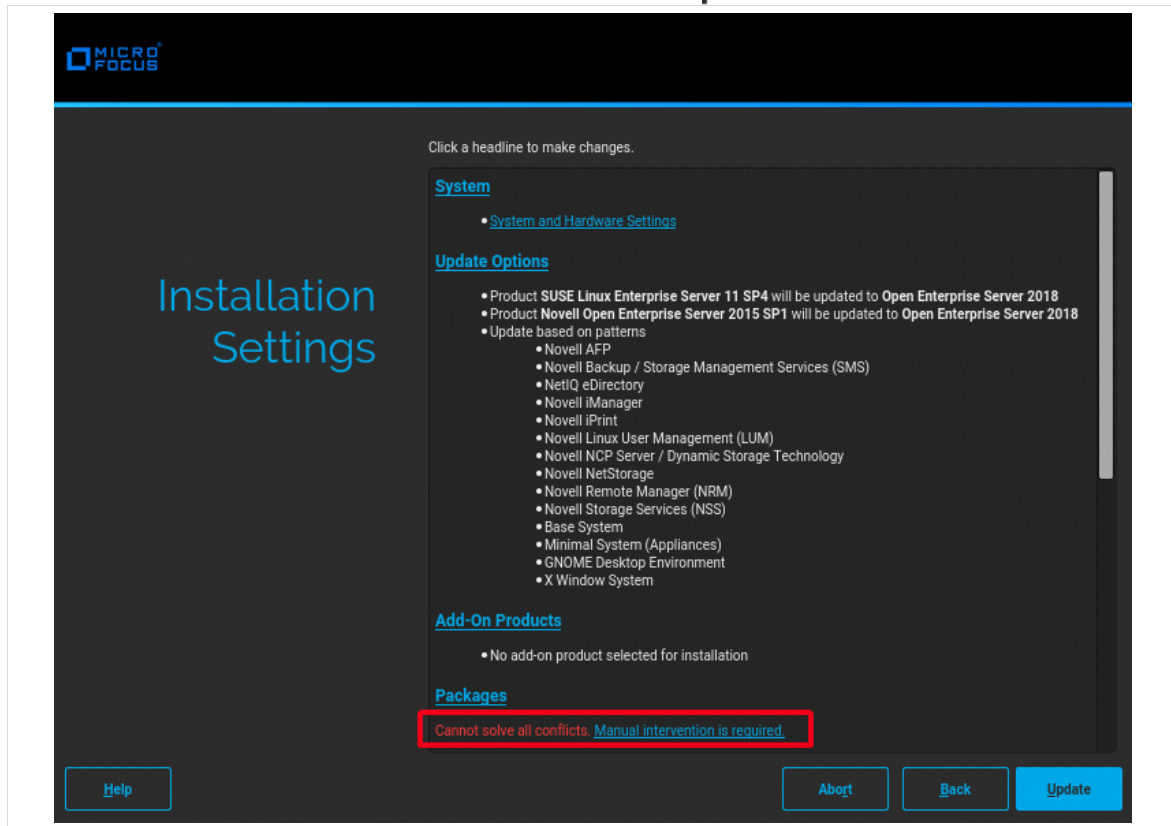 MICRO
FOCUS
Click a headline to make changes.
System
• System and Hardware Settings
Update Options
• Product SUSE Linux Enterprise Server 11 SP4 will be updated to Open Enterprise Server 2018
• Product Novell Open Enterprise Server 2015 SP1 will be updated to Open Enterprise Server 2018
• Update based on patterns
• Novell AFP
• Novell Backup / Storage Management Services (SMS)
• NetIQ eDirectory
• Novell iManager
• Novell iPrint
• Novell Linux User Management (LUM)
• Novell NCP Server / Dynamic Storage Technology
• Novell NetStorage
• Novell Remote Manager (NRM)
• Novell Storage Services (NSS)
• Base System
• Minimal System (Appliances)
• GNOME Desktop Environment
• X Window System
Installation
Settings
Add-On Products
• No add-on product selected for installation
Packages
Cannot solve all conflicts. Manual intervention is required.
Help
Abort
Back
Update